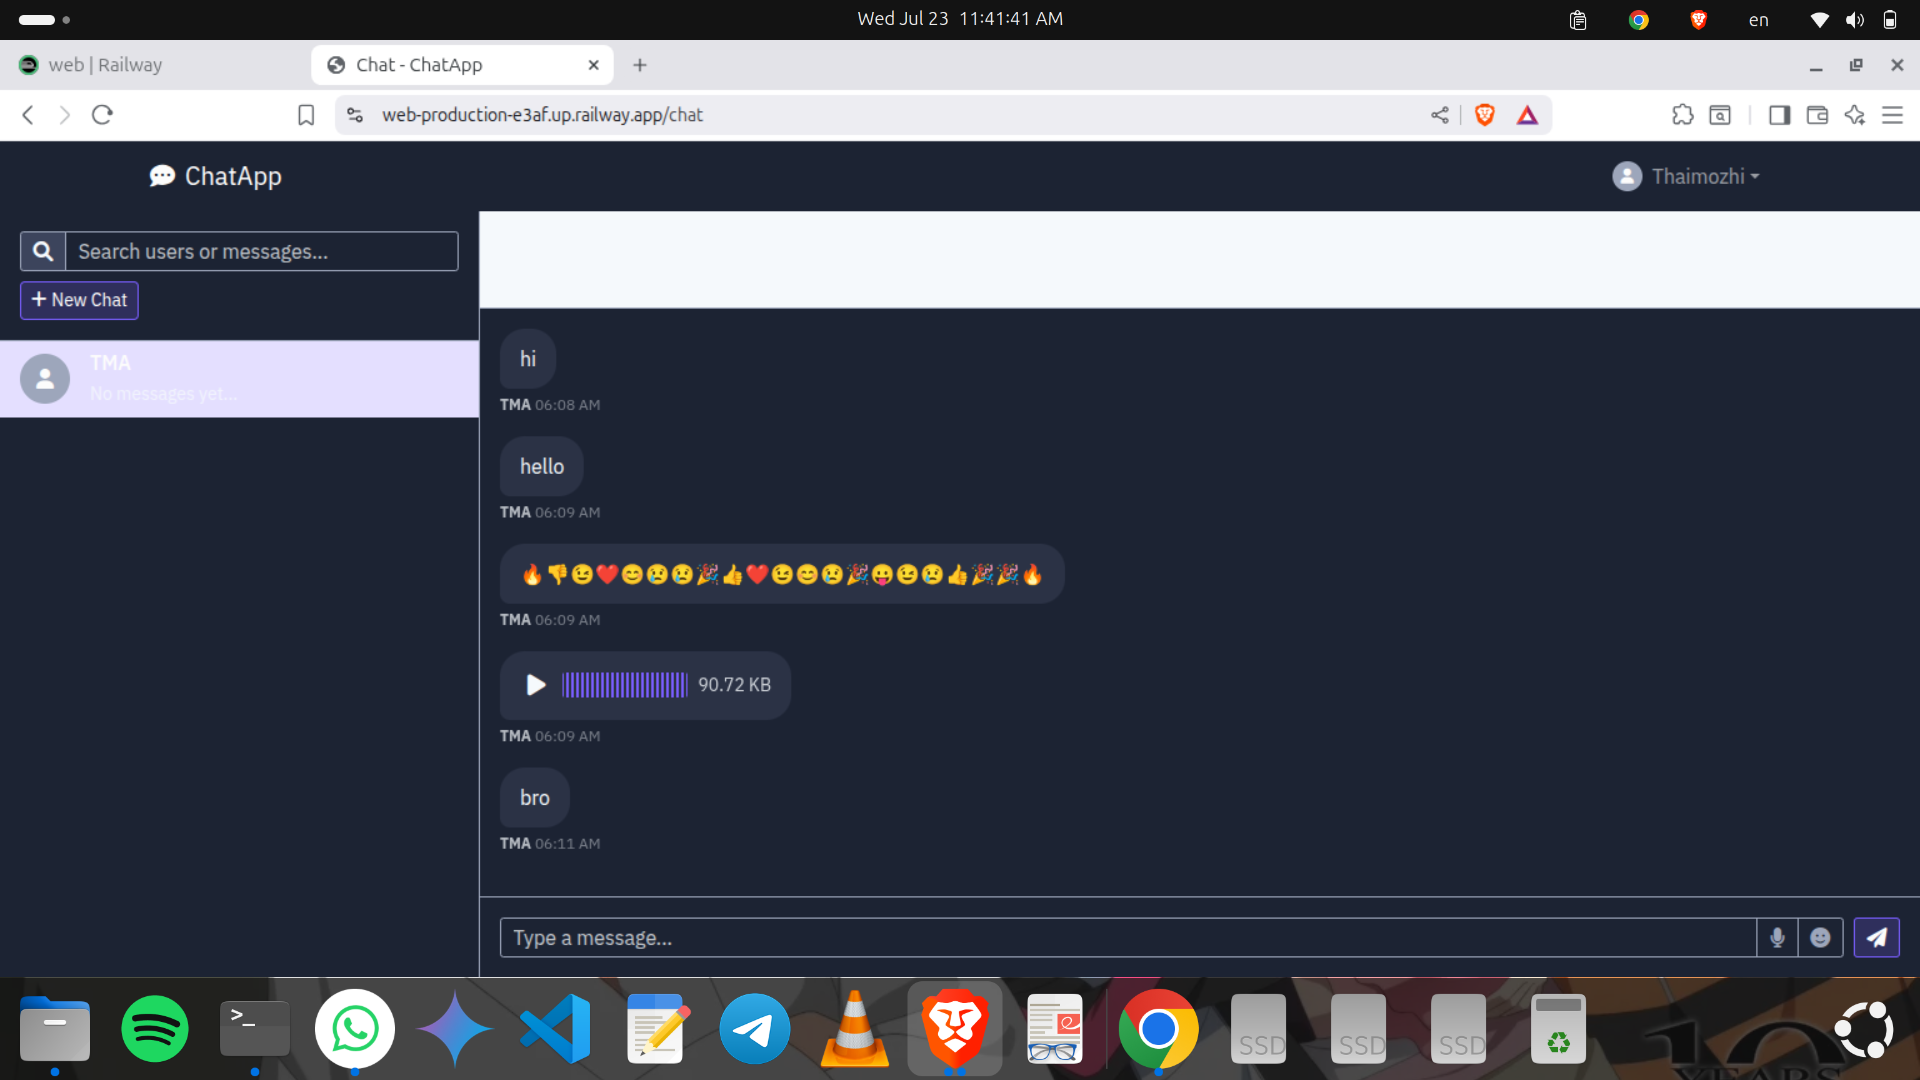 Wed Jul 23 11:41:41 AM
en
web | Railway
Chat - ChatApp
web-production-e3af.up.railway.app/chat
ChatApp
Thaimozhi
Search users or messages...
+ New Chat
TMA
No messages yet...
hi
TMA 06:08 AM
hello
TMA 06:09 AM
🔥👎😉❤️😊😢😢🎉👍❤️😉😊😢🎉😛😉😢👍🎉🎉🔥
TMA 06:09 AM
90.72 KB
TMA 06:09 AM
bro
TMA 06:11 AM
Type a message...
>_
SSD
SSD
SSD
10
YEARS